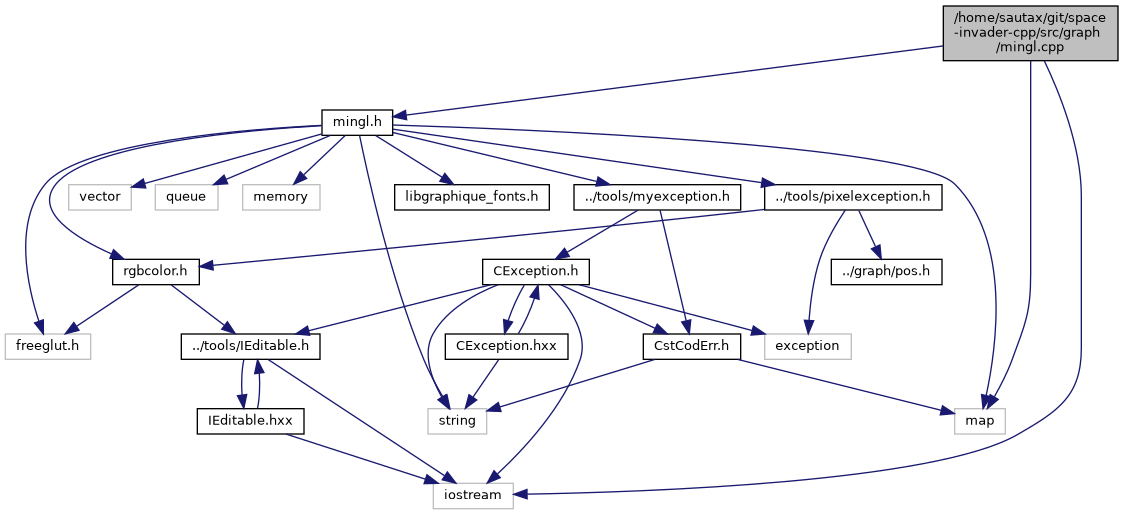 /home/sautax/git/space
-invader-cpp/src/graph
/mingl.cpp
mingl.h
vector
queue
memory
libgraphique_fonts.h
../tools/myexception.h
../tools/pixelexception.h
rgbcolor.h
CException.h
../graph/pos.h
freeglut.h
../tools/IEditable.h
CException.hxx
CstCodErr.h
exception
IEditable.hxx
string
map
iostream